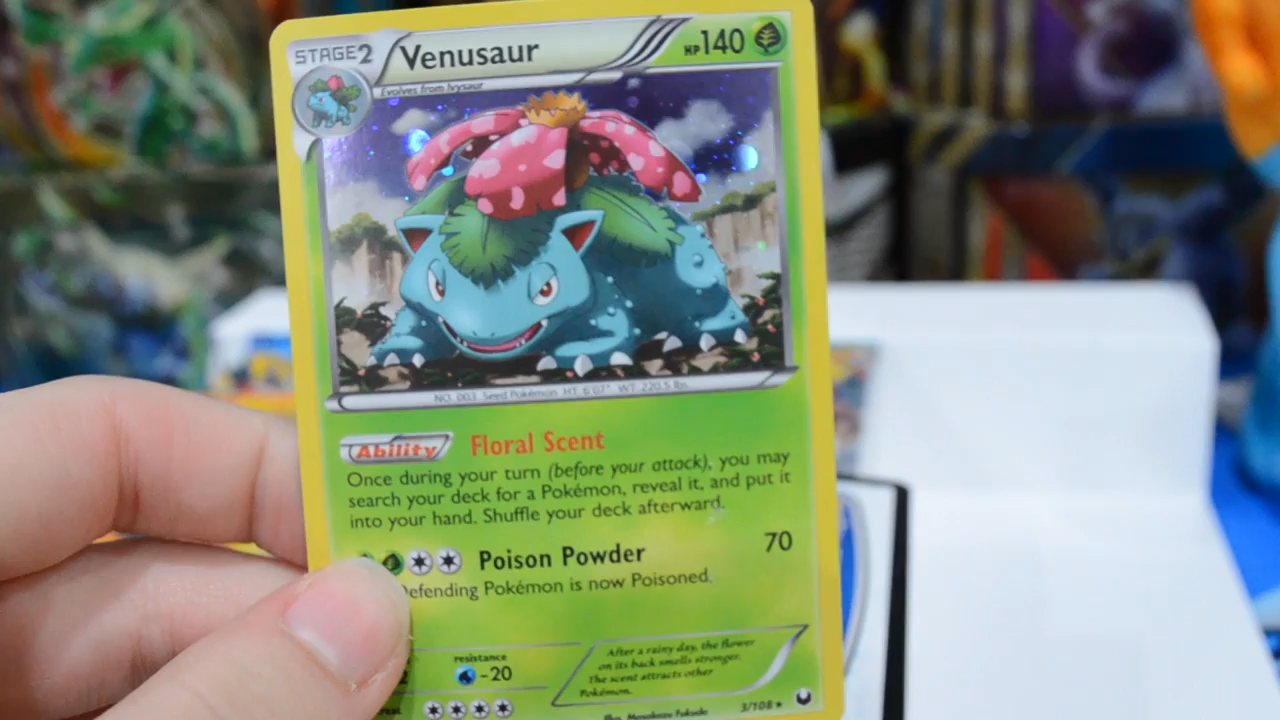 STAGE2 Venusaur HP140
Evolves from Ivysaur
NO. 003 Seed Pokémon HT: 6'07" WT: 220.5 lbs.
Ability Floral Scent
Once during your turn (before your attack), you may
search your deck for a Pokémon, reveal it, and put it
into your hand. Shuffle your deck afterward.
Poison Powder 70
Defending Pokémon is now Poisoned.
resistance
-20
After a rainy day, the flower
on its back smells stronger.
The scent attracts other
Pokémon.
Illus. Masakazu Fukuda
3/108